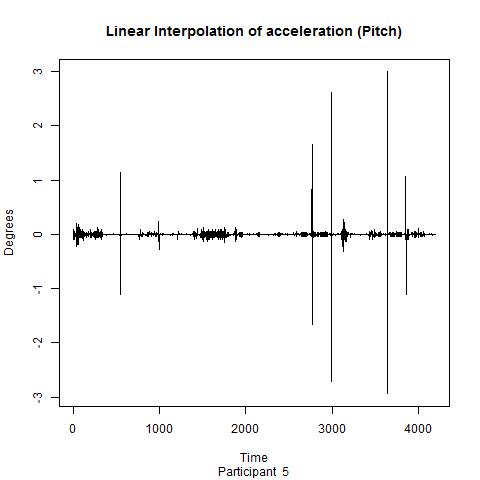 Linear Interpolation of acceleration (Pitch)
3
2
1
0
-1
-2
-3
Degrees
0 1000 2000 3000 4000
Time
Participant 5